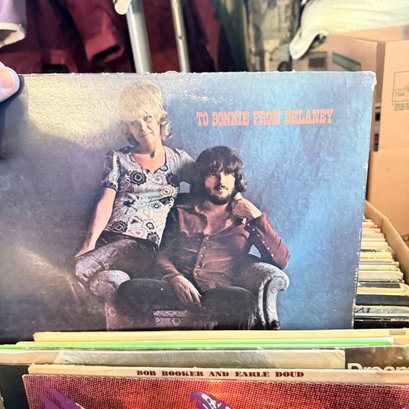 TO BONNIE FROM DELANEY
BOB BOOKER AND EARLE DOUD